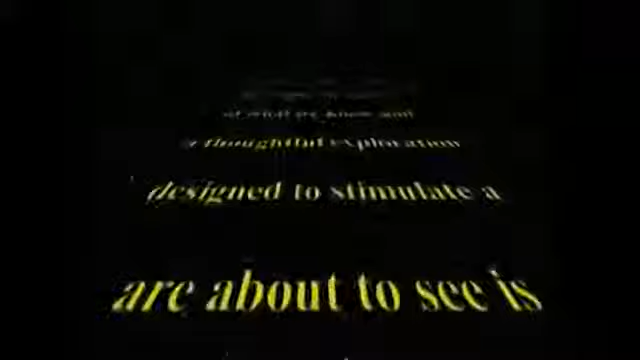 are about to see is
designed to stimulate a
thoughtful exploration
of what we know and